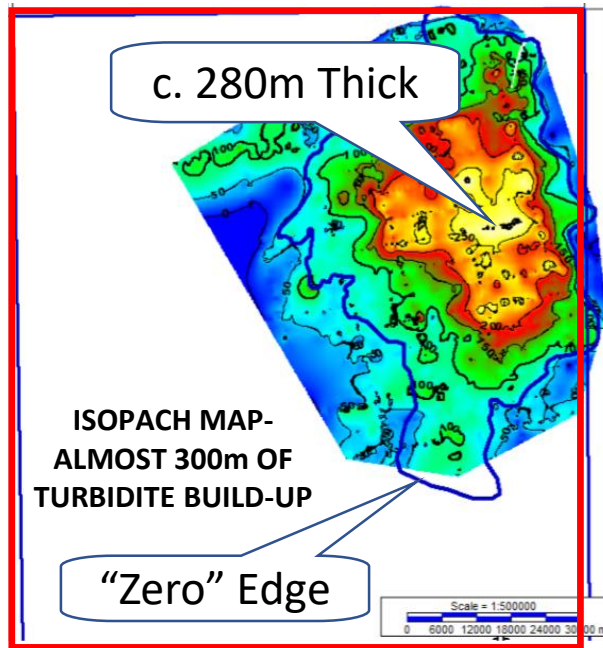 c. 280m Thick
ISOPACH MAP-
ALMOST 300m OF
TURBIDITE BUILD-UP
“Zero” Edge
Scale = 1:500000
0 6000 12000 18000 24000 m